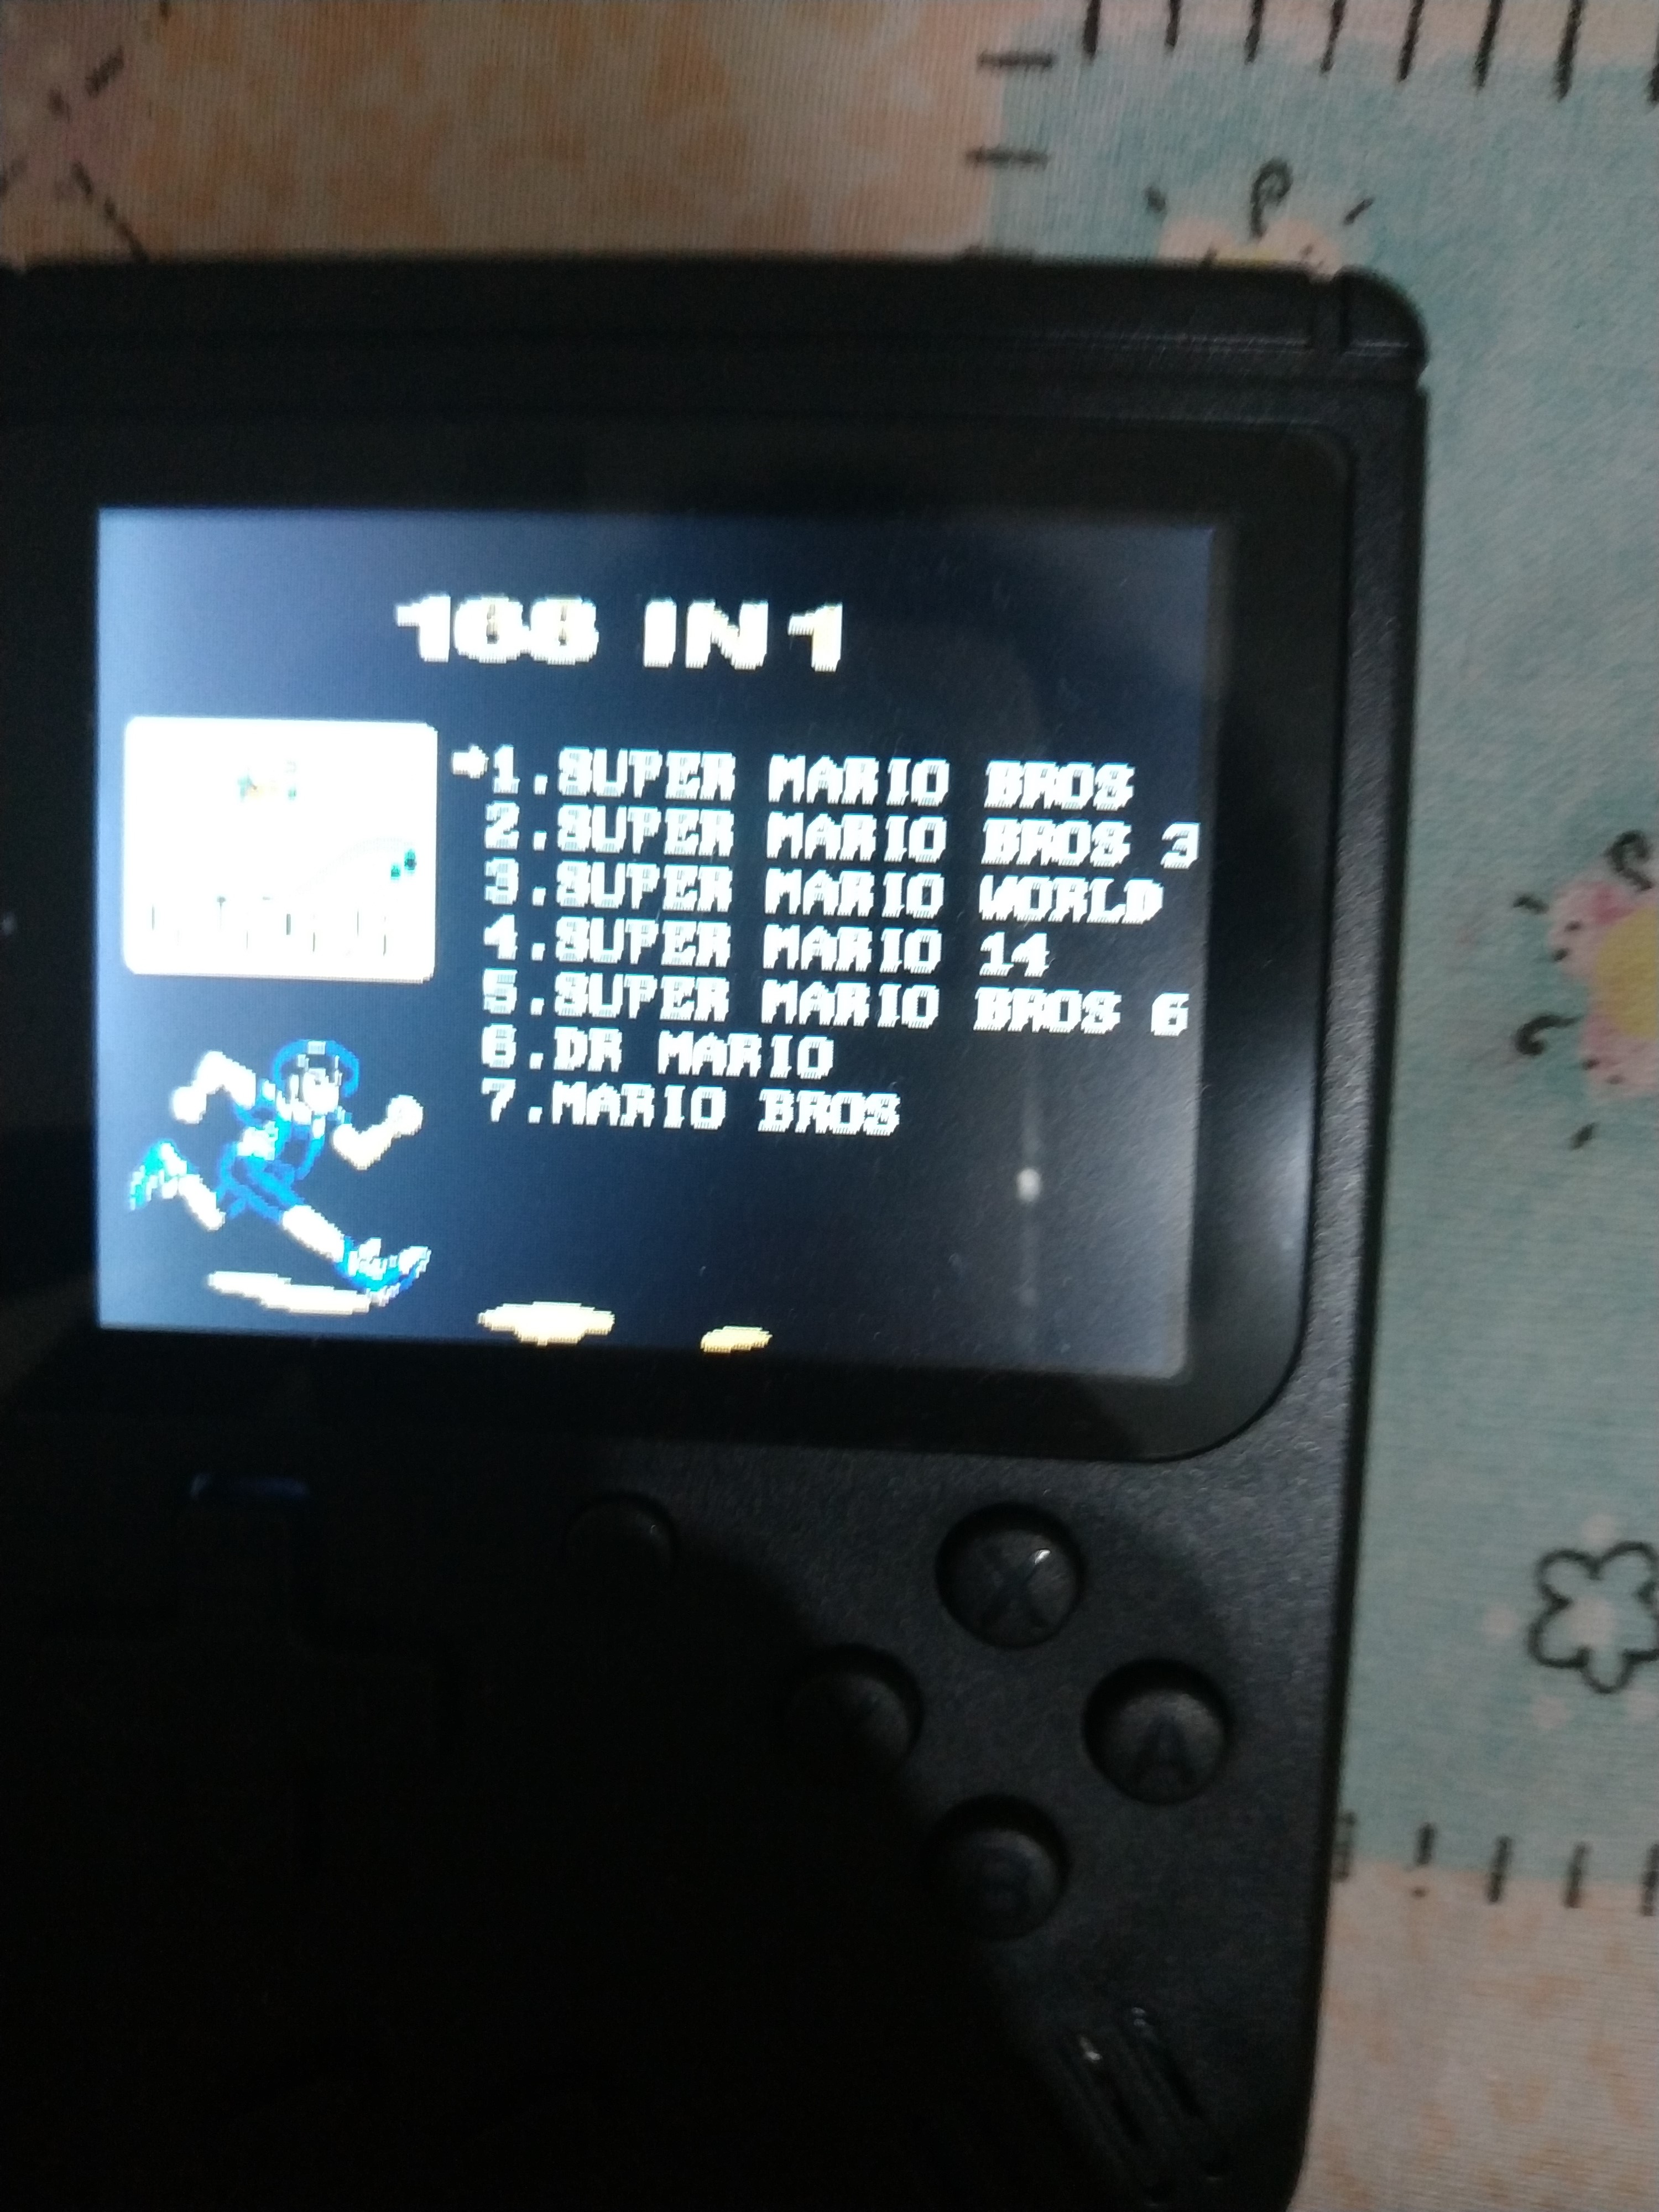 168 IN 1
1.SUPER MARIO BROS
2.SUPER MARIO BROS 3
3.SUPER MARIO WORLD
4.SUPER MARIO 14
5.SUPER MARIO BROS 6
6.DR MARIO
7.MARIO BROS
X
A
B